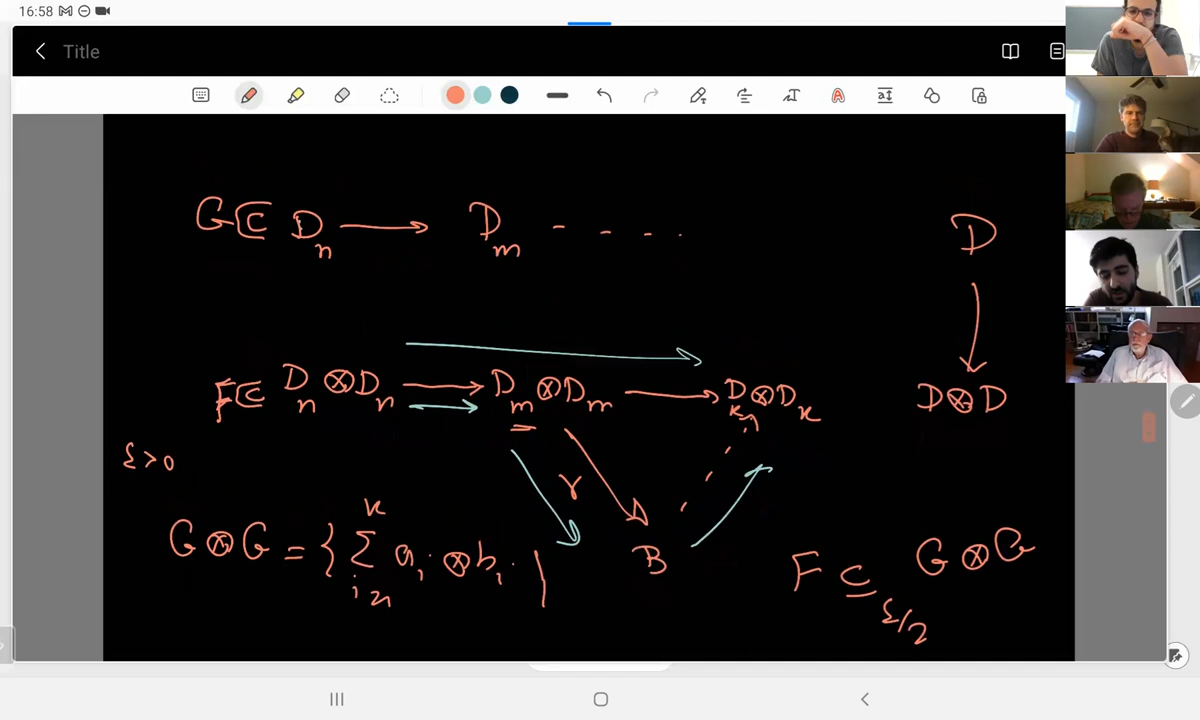 16:58
Title
G ⊆ D_n ⟶ D_m - - - . D
F ⊆ D_n ⊗ D_n ⟶ D_m ⊗ D_m ⟶ D_k ⊗ D_k D ⊗ D
ε > 0
γ
G ⊗ G = { Σ_{i=1}^{k} a_i ⊗ b_i | B F ⊆_{ε/2} G ⊗ G